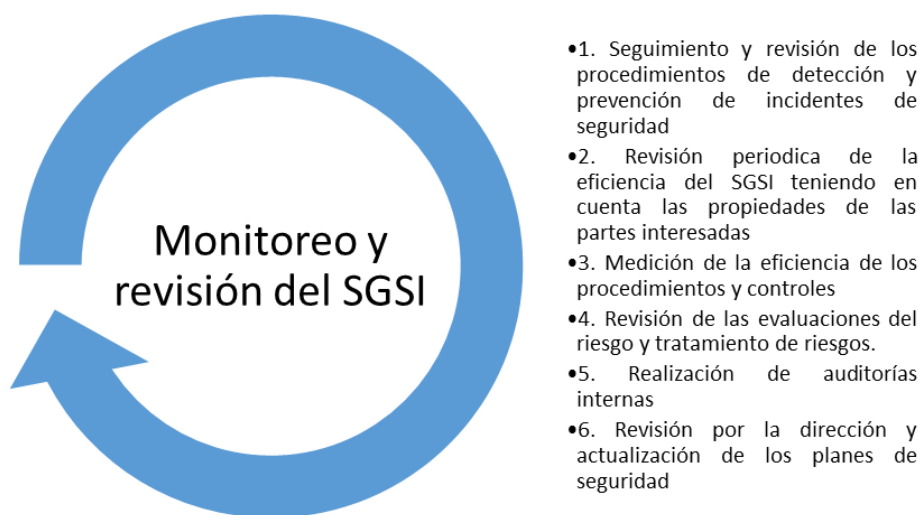 Monitoreo y
revisión del SGSI
•1. Seguimiento y revisión de los
procedimientos de detección y
prevención de incidentes de
seguridad
•2. Revisión periodica de la
eficiencia del SGSI teniendo en
cuenta las propiedades de las
partes interesadas
•3. Medición de la eficiencia de los
procedimientos y controles
•4. Revisión de las evaluaciones del
riesgo y tratamiento de riesgos.
•5. Realización de auditorías
internas
•6. Revisión por la dirección y
actualización de los planes de
seguridad